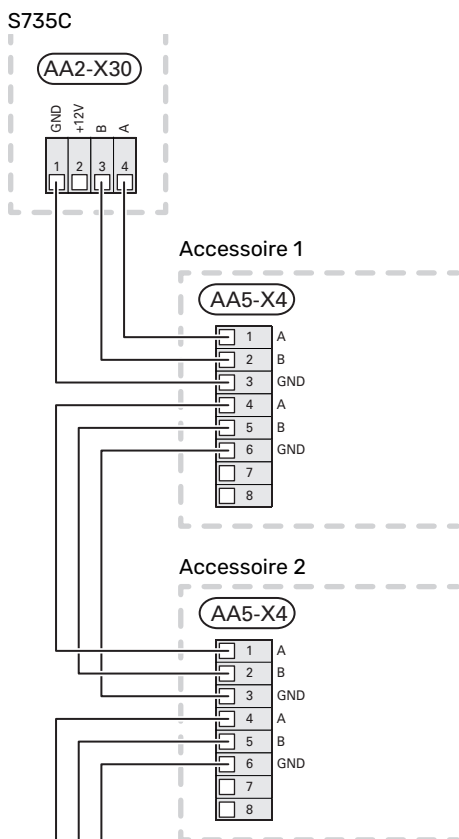 S735C
AA2-X30
GND +12V B A
1 2 3 4
Accessoire 1
AA5-X4
1 A
2 B
3 GND
4 A
5 B
6 GND
7
8
Accessoire 2
AA5-X4
1 A
2 B
3 GND
4 A
5 B
6 GND
7
8